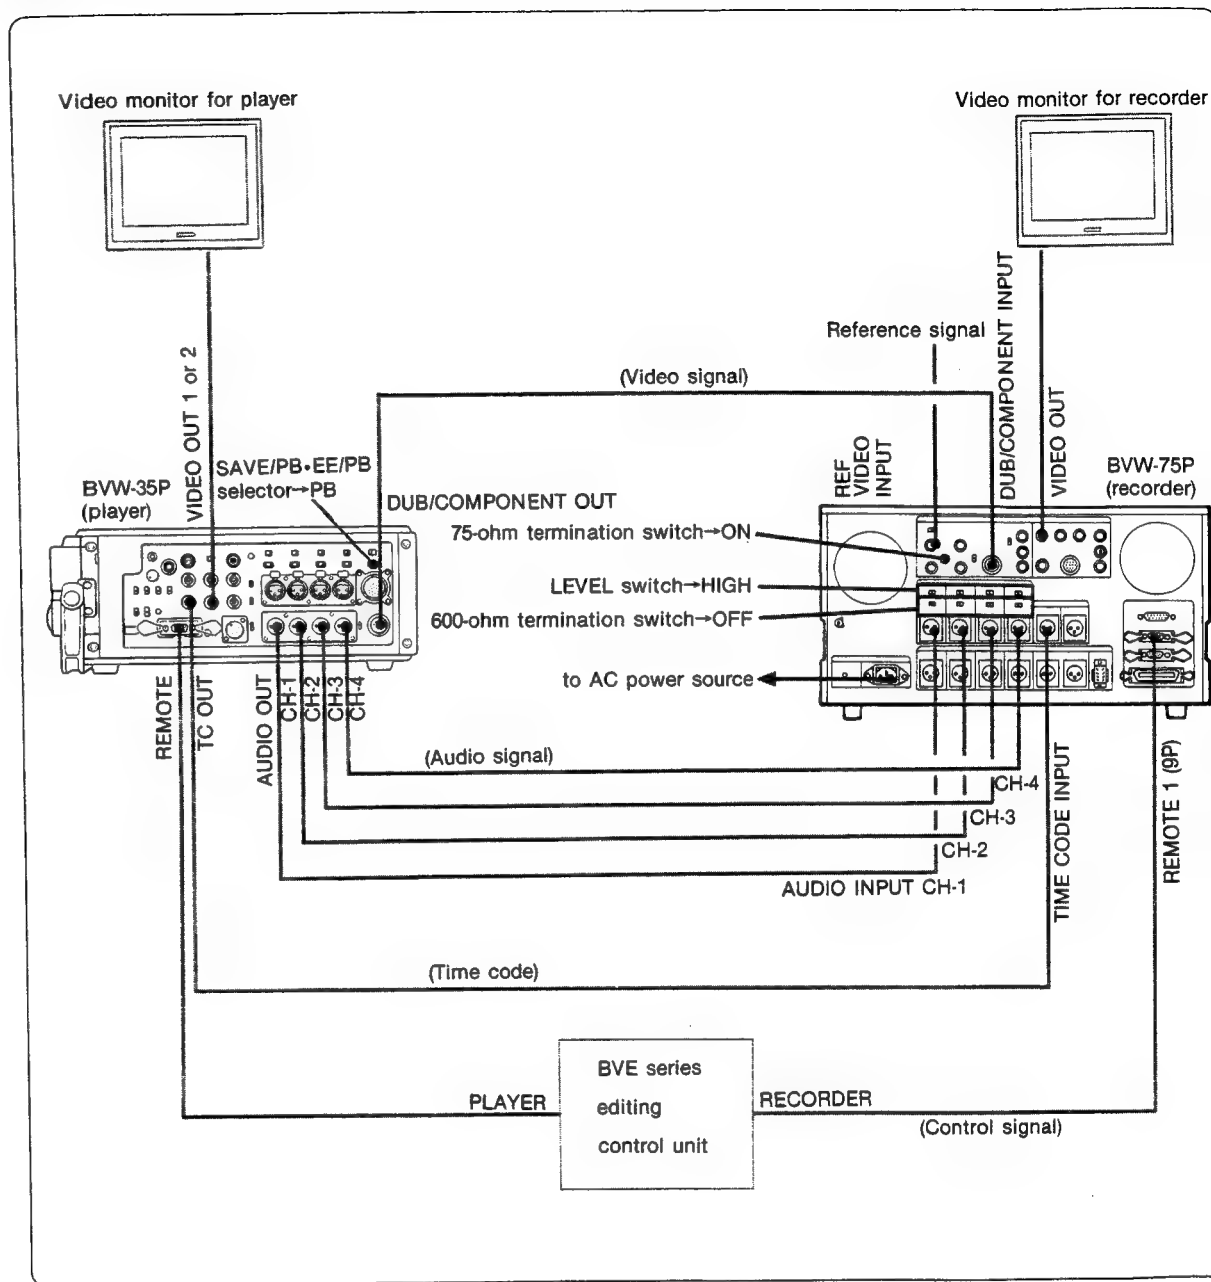 Video monitor for player
Video monitor for recorder
VIDEO OUT 1 or 2
(Video signal)
Reference signal
DUB/COMPONENT INPUT
VIDEO OUT
REF
VIDEO
INPUT
SAVE/PB•EE/PB
selector→PB
BVW-35P
(player)
BVW-75P
(recorder)
DUB/COMPONENT OUT
75-ohm termination switch→ON
LEVEL switch→HIGH
600-ohm termination switch→OFF
to AC power source
REMOTE
TC OUT
AUDIO OUT
CH-1
CH-2
CH-3
CH-4
(Audio signal)
CH-4
CH-3
CH-2
AUDIO INPUT CH-1
TIME CODE INPUT
REMOTE 1 (9P)
(Time code)
PLAYER
BVE series
editing
control unit
RECORDER
(Control signal)